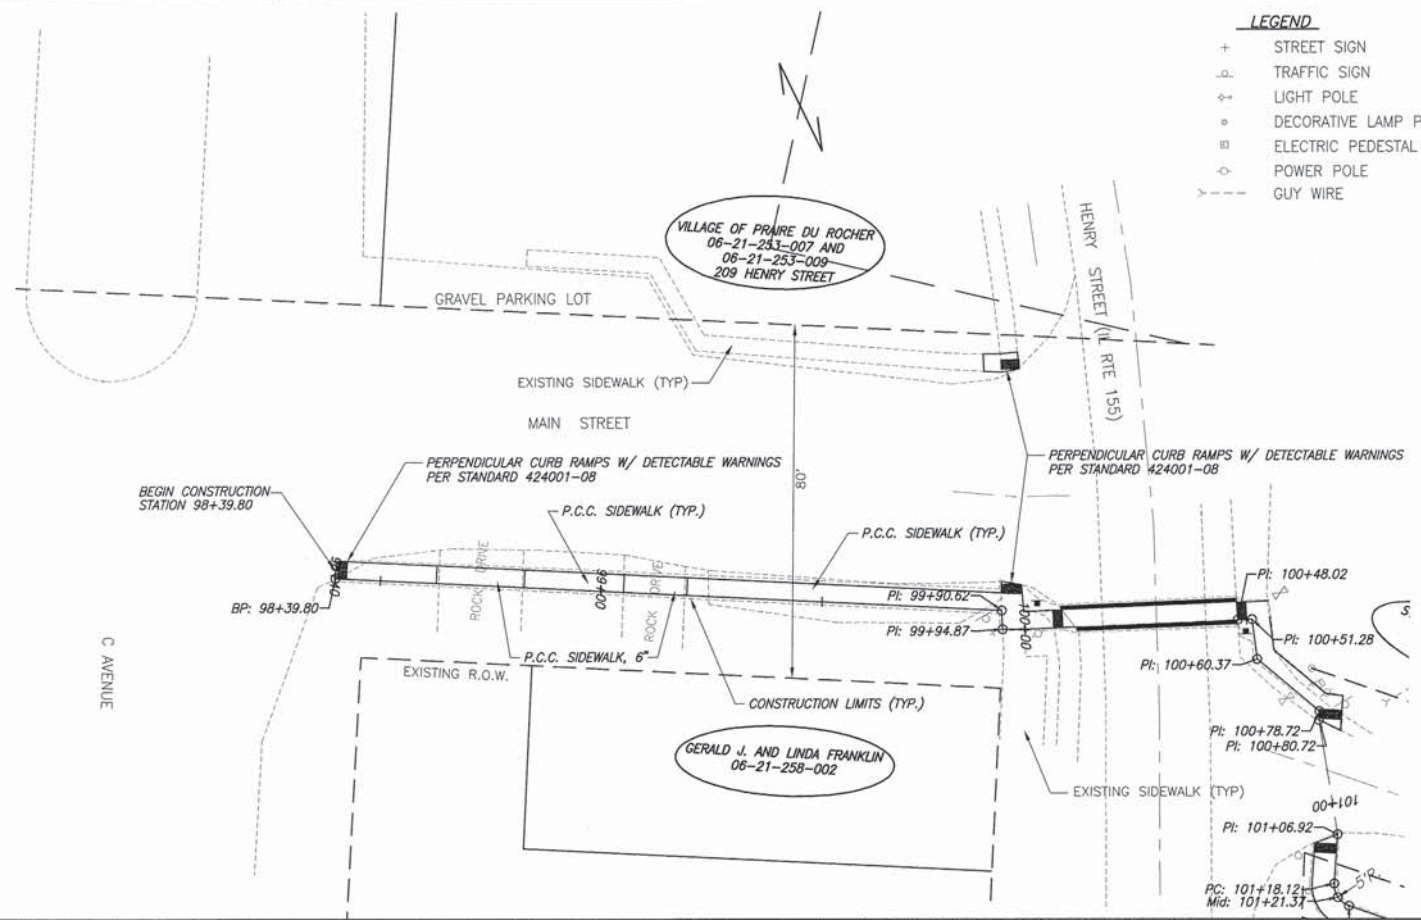 LEGEND
STREET SIGN
TRAFFIC SIGN
LIGHT POLE
DECORATIVE LAMP P
ELECTRIC PEDESTAL
POWER POLE
GUY WIRE
VILLAGE OF PRAIRE DU ROCHER
06-21-253-007 AND
06-21-253-009
209 HENRY STREET
HENRY STREET (IL RTE 155)
GRAVEL PARKING LOT
EXISTING SIDEWALK (TYP)
MAIN STREET
80'
PERPENDICULAR CURB RAMPS W/ DETECTABLE WARNINGS
PER STANDARD 424001-08
PERPENDICULAR CURB RAMPS W/ DETECTABLE WARNINGS
PER STANDARD 424001-08
BEGIN CONSTRUCTION
STATION 98+39.80
P.C.C. SIDEWALK (TYP.)
P.C.C. SIDEWALK (TYP.)
BP: 98+39.80
ROCK DRIVE
99+00
ROCK DRIVE
PI: 99+90.62
PI: 99+94.87
100+00
PI: 100+48.02
PI: 100+51.28
PI: 100+60.37
P.C.C. SIDEWALK, 6"
EXISTING R.O.W.
CONSTRUCTION LIMITS (TYP.)
C AVENUE
GERALD J. AND LINDA FRANKLIN
06-21-258-002
PI: 100+78.72
PI: 100+80.72
EXISTING SIDEWALK (TYP)
101+00
PI: 101+06.92
PC: 101+18.12
Mid: 101+21.37
5'R.